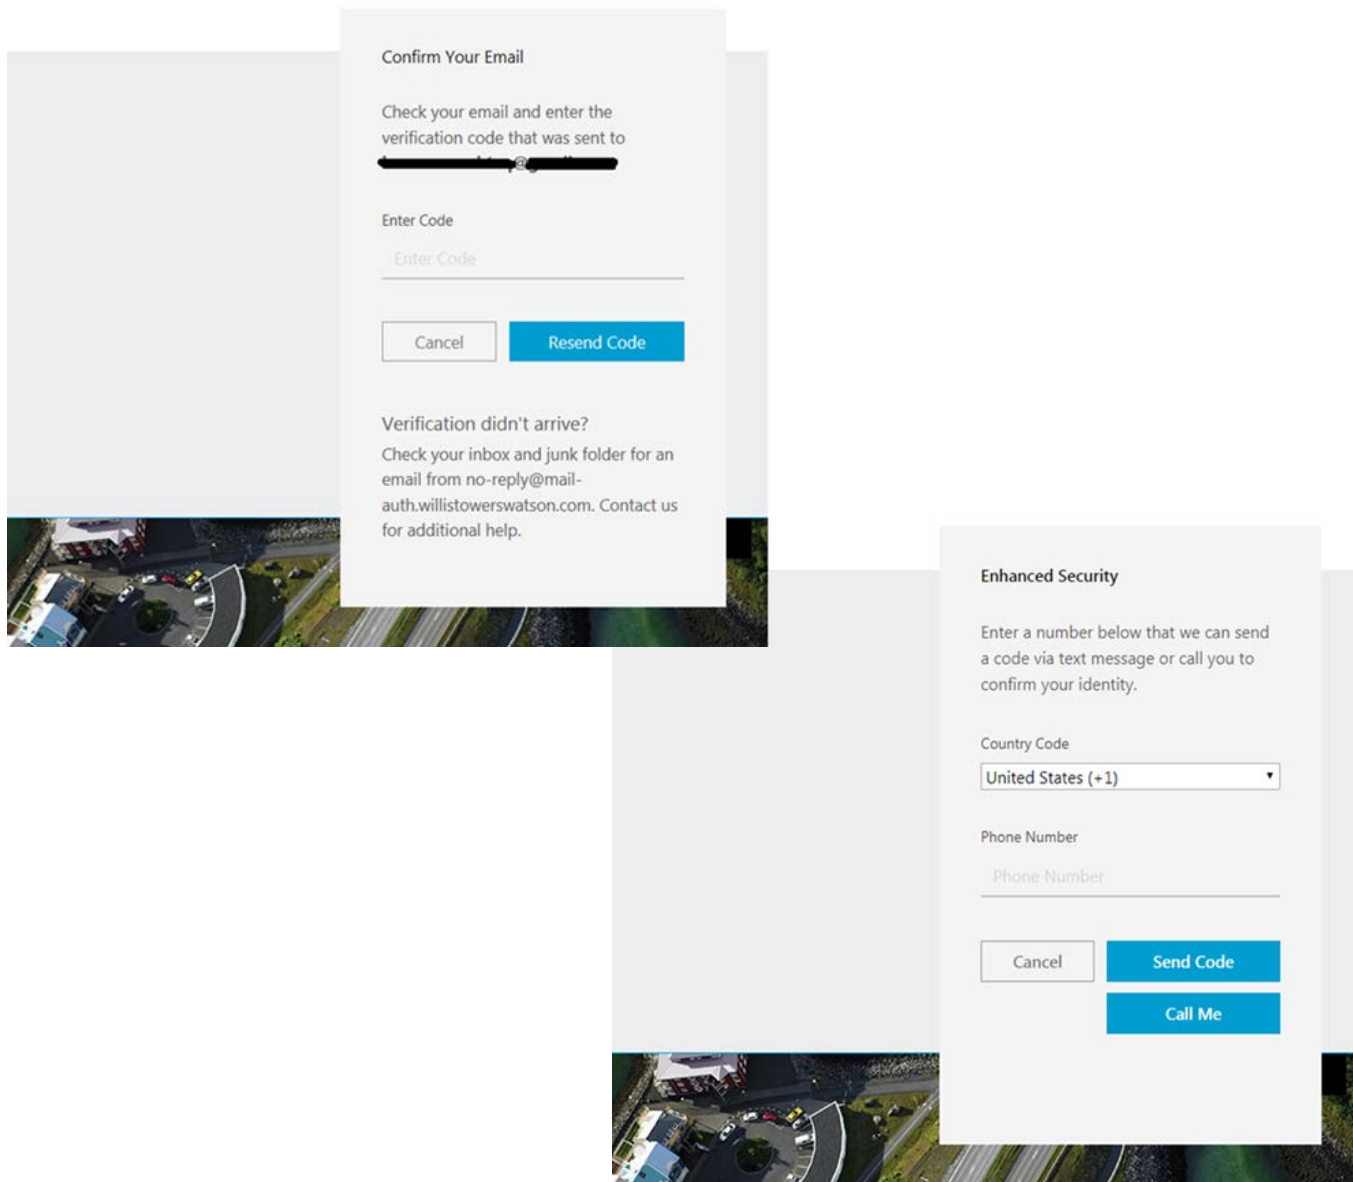 Confirm Your Email
Check your email and enter the
verification code that was sent to
@
Enter Code
Enter Code
Cancel
Resend Code
Verification didn't arrive?
Check your inbox and junk folder for an
email from no-reply@mail-
auth.willistowerswatson.com. Contact us
for additional help.
Enhanced Security
Enter a number below that we can send
a code via text message or call you to
confirm your identity.
Country Code
United States (+1)
Phone Number
Phone Number
Cancel
Send Code
Call Me